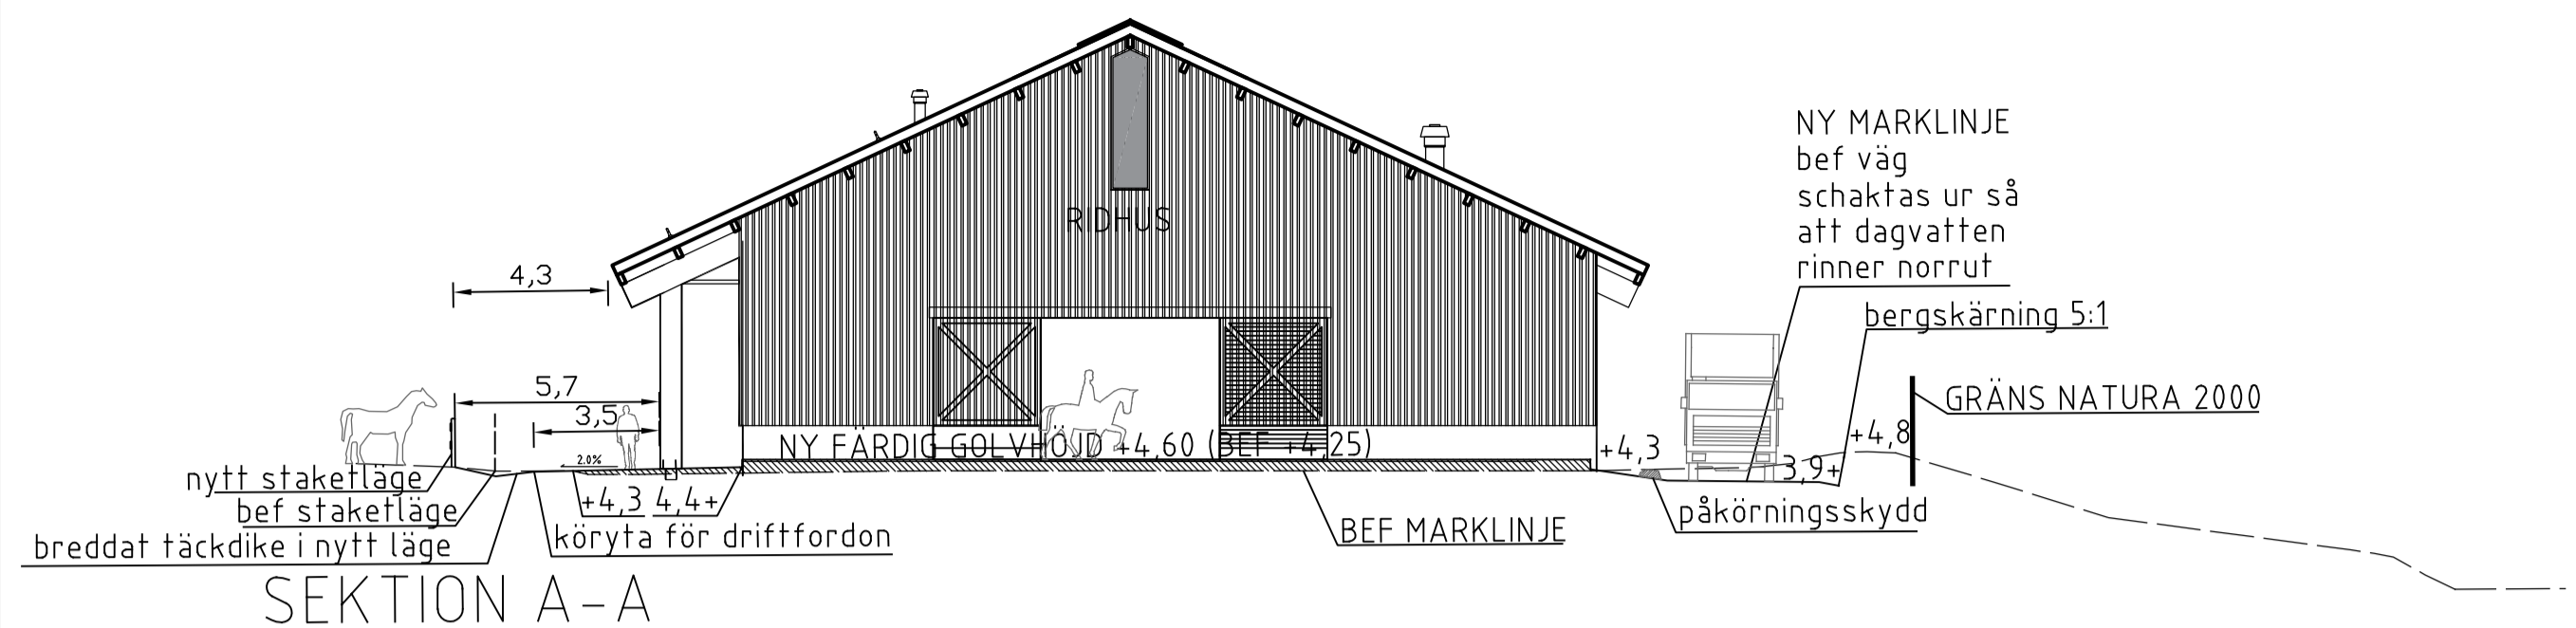 RIDHUS
4,3
5,7
3,5
2.0%
NY MARKLINJE
bef väg
schaktas ur så
att dagvatten
rinner norrut
bergskärning 5:1
GRÄNS NATURA 2000
+4,8
NY FÄRDIG GOLVHÖJD +4,60 (BEF +4,25)
+4,3
3,9+
nytt staketläge
bef staketläge
breddat täckdike i nytt läge
+4,3 4,4+
köryta för driftfordon
BEF MARKLINJE
påkörningsskydd
SEKTION A-A